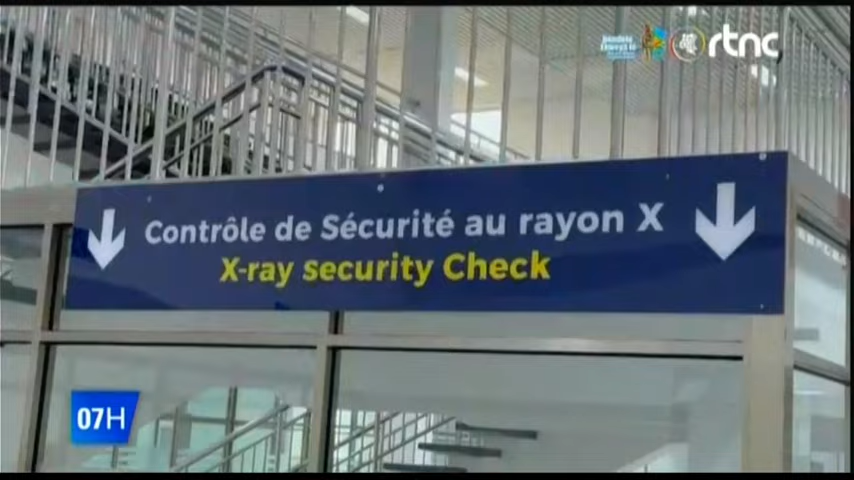 rtnc
Contrôle de Sécurité au rayon X
X-ray security Check
07H